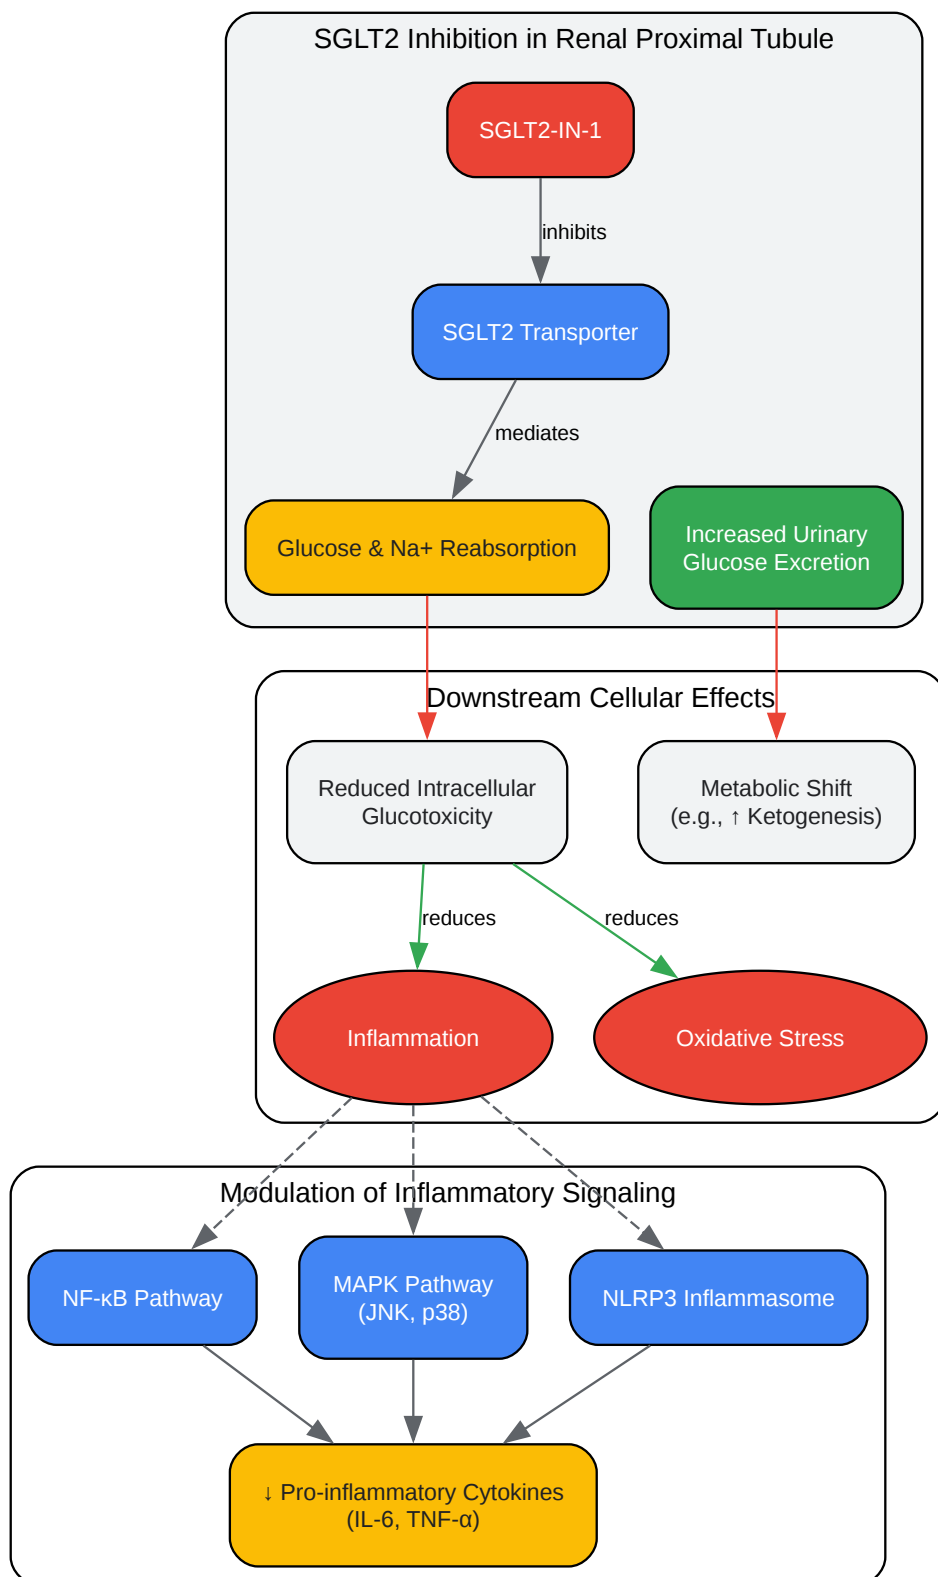 SGLT2 Inhibition in Renal Proximal Tubule
SGLT2-IN-1
inhibits
SGLT2 Transporter
mediates
Glucose & Na+ Reabsorption
Increased Urinary
Glucose Excretion
Downstream Cellular Effects
Reduced Intracellular
Glucotoxicity
Metabolic Shift
(e.g., ↑ Ketogenesis)
reduces
reduces
Inflammation
Oxidative Stress
Modulation of Inflammatory Signaling
NF-κB Pathway
MAPK Pathway
(JNK, p38)
NLRP3 Inflammasome
↓ Pro-inflammatory Cytokines
(IL-6, TNF-α)